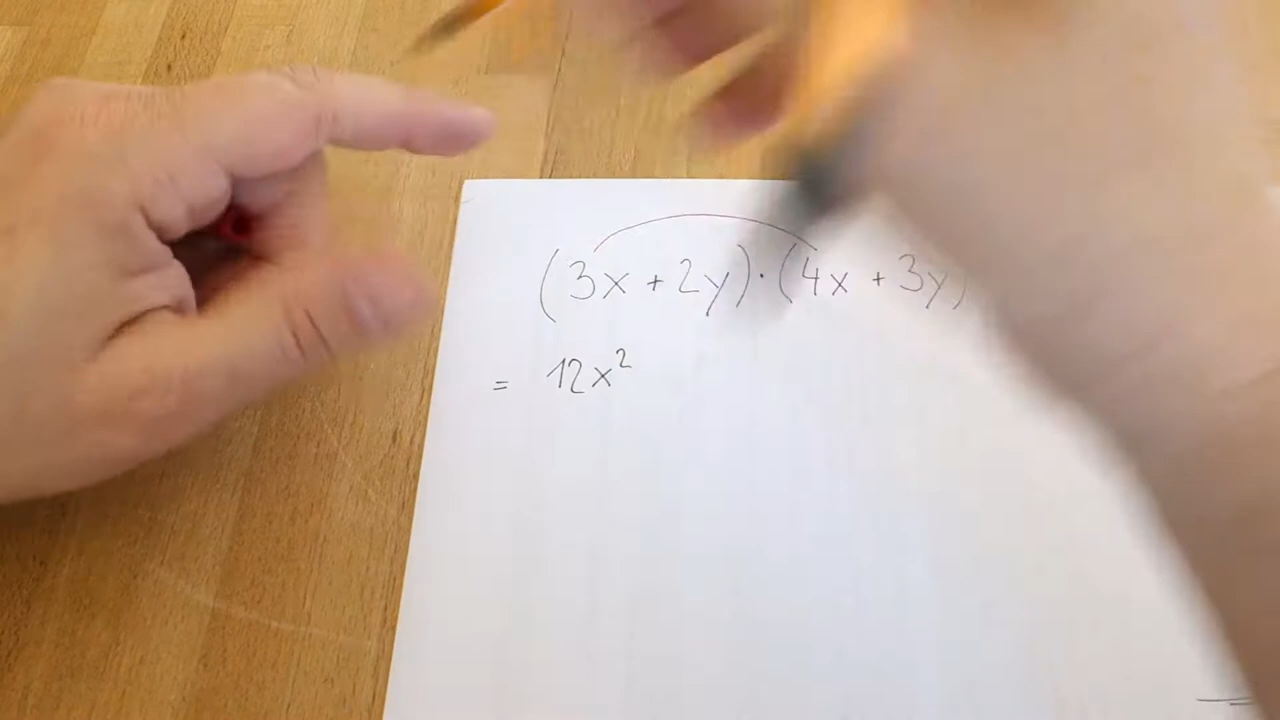 (3x + 2y) · (4x + 3y)
= 12x²